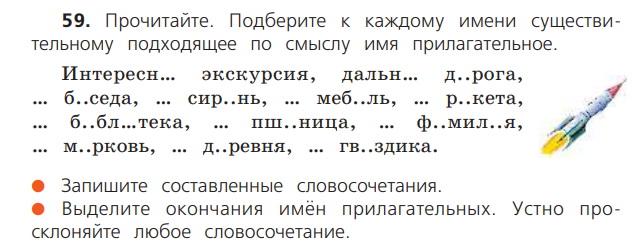 59. Прочитайте. Подберите к каждому имени существи-
тельному подходящее по смыслу имя прилагательное.
Интересн... экскурсия, дальн... д..рога,
... б..седа, ... сир..нь, ... меб..ль, ... р..кета,
... б..бл...тека, ... пш..ница, ... ф..мил..я,
... м..рковь, ... д..ревня, ... гв..здика.
● Запишите составленные словосочетания.
● Выделите окончания имён прилагательных. Устно про-
склоняйте любое словосочетание.